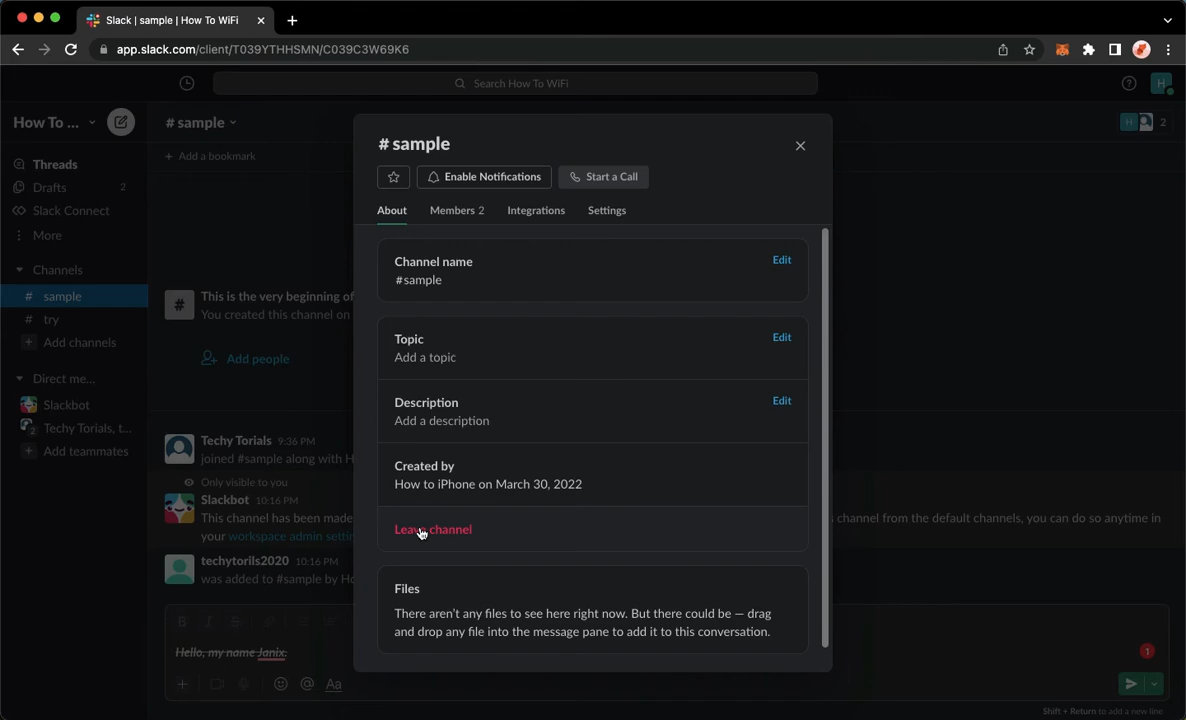 Slack | sample | How To WiFi
app.slack.com/client/T039YTHHSMN/C039C3W69K6
Search How To WiFi
H
How To ...
# sample
H 2
Threads
Drafts 2
Slack Connect
More
Channels
# sample
# try
+ Add channels
Direct me...
Slackbot
2 Techy Torials, t...
+ Add teammates
+ Add a bookmark
#
This is the very beginning of
You created this channel on
Add people
Techy Torials 9:36 PM
joined #sample along with H
Only visible to you
Slackbot 10:16 PM
This channel has been made
s channel from the default channels, you can do so anytime in
your workspace admin settin
techytorils2020 10:16 PM
was added to #sample by Ho
Hello, my name Janix.
Aa
1
Shift + Return to add a new line
# sample
Enable Notifications
Start a Call
About
Members 2
Integrations
Settings
Channel name
Edit
#sample
Topic
Edit
Add a topic
Description
Edit
Add a description
Created by
How to iPhone on March 30, 2022
Leave channel
Files
There aren't any files to see here right now. But there could be — drag
and drop any file into the message pane to add it to this conversation.